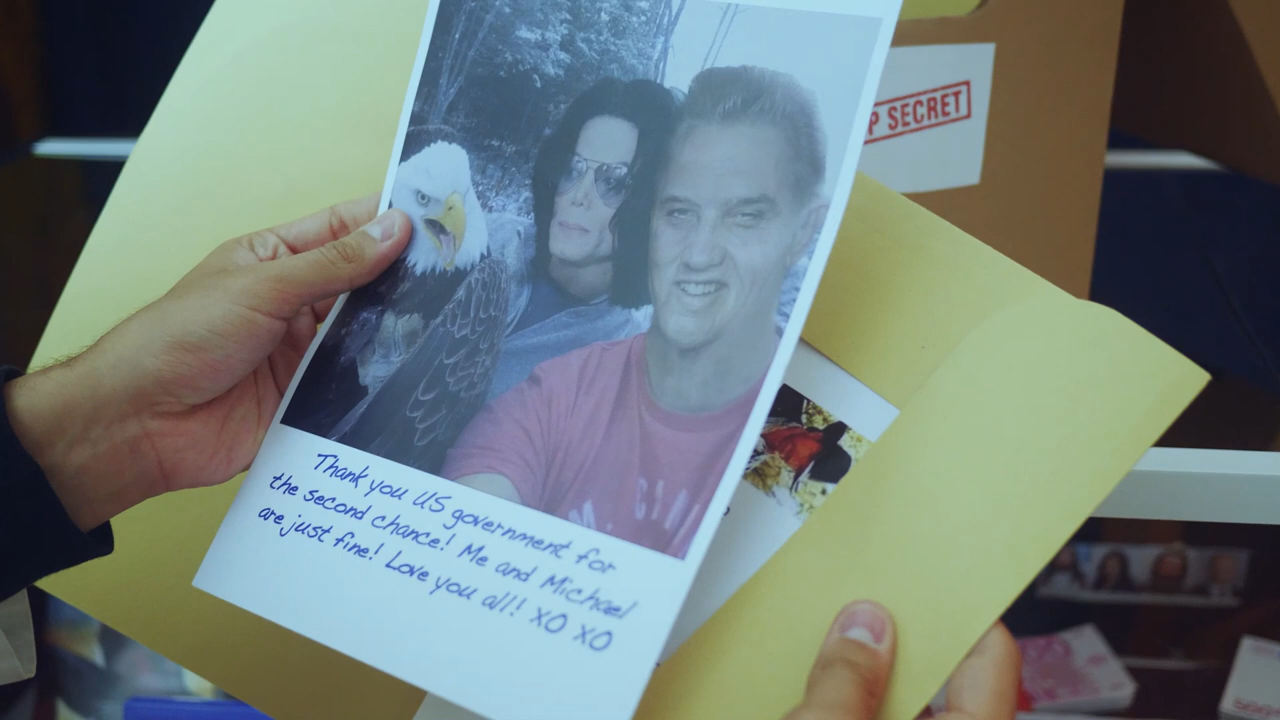 P SECRET
Thank you US government for
the second chance! Me and Michael
are just fine! Love you all! XO XO